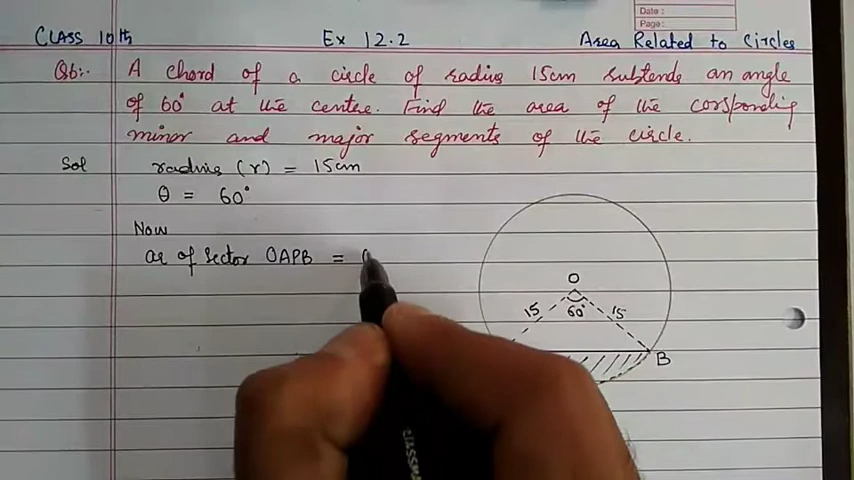 Date :
Page :
CLASS 10th Ex 12.2 Area Related to Circles
Q6:- A chord of a circle of radius 15cm subtends an angle
of 60° at the centre. Find the area of the corsponding
minor and major segments of the circle.
Sol radius (r) = 15cm
θ = 60°
Now
ar of sector OAPB =
O
15 60° 15
B
CLASSMA